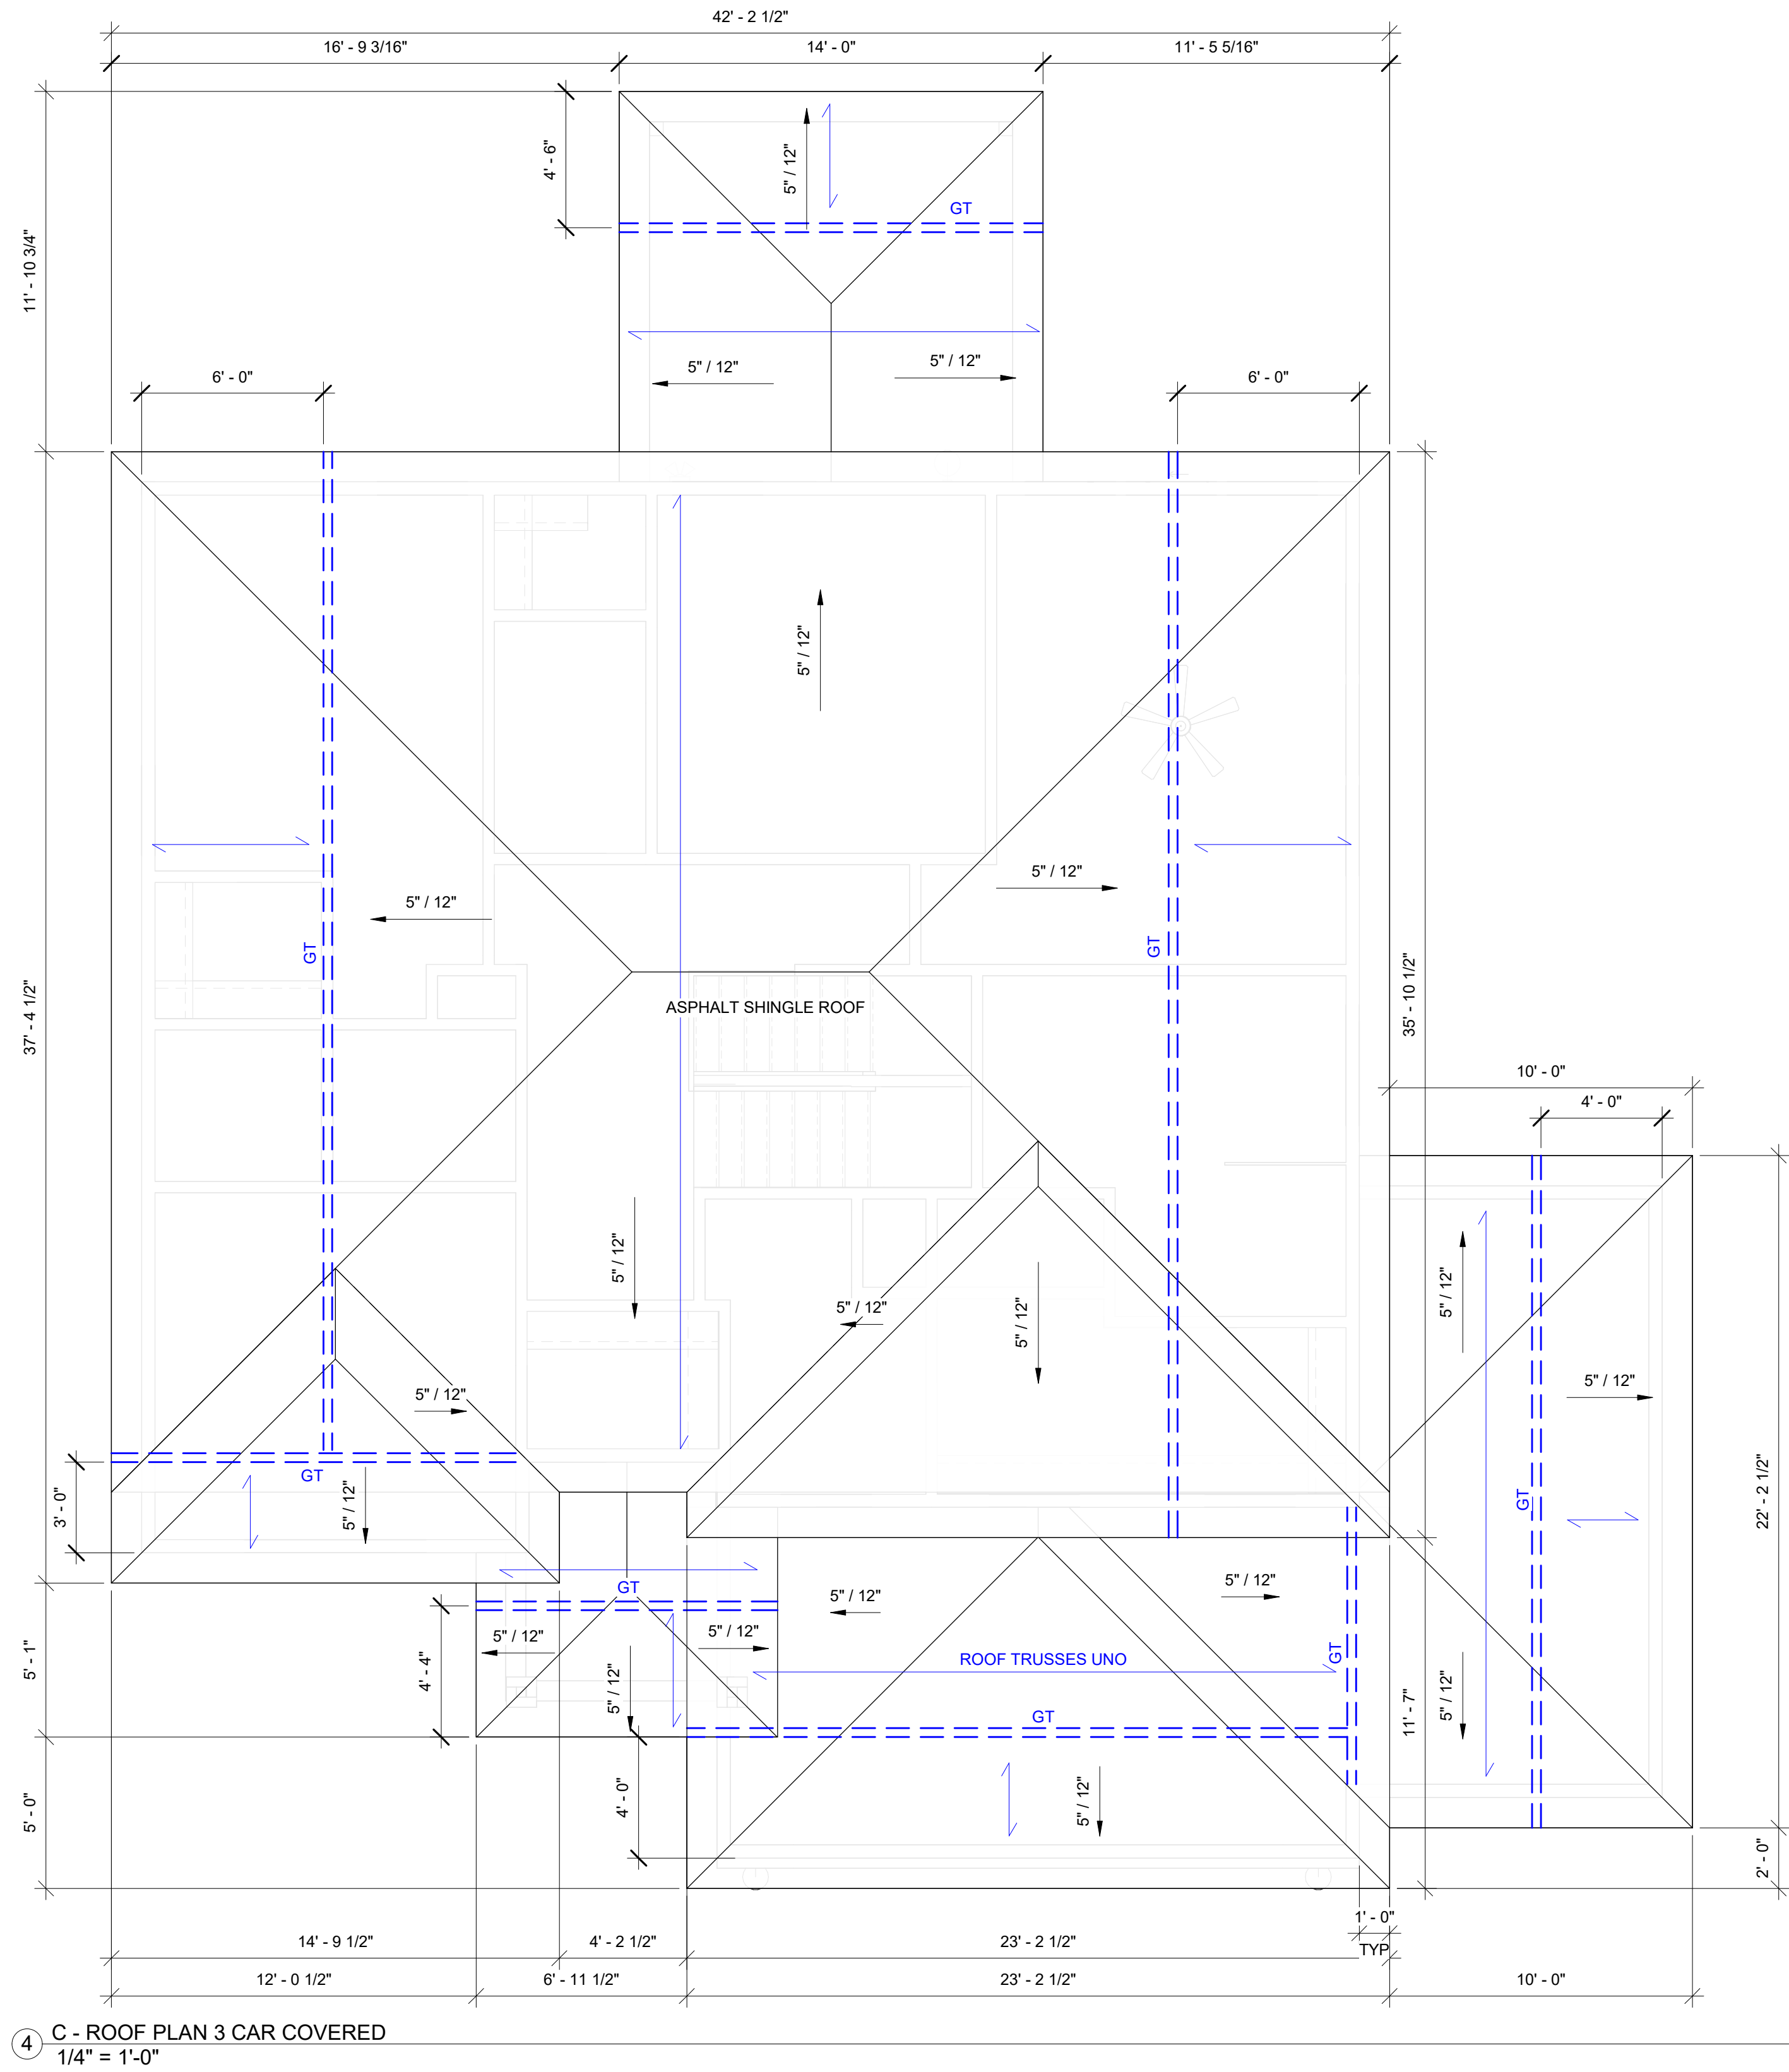 42' - 2 1/2"
16' - 9 3/16"
14' - 0"
11' - 5 5/16"
4' - 6"
5" / 12"
GT
11' - 10 3/4"
5" / 12"
5" / 12"
6' - 0"
6' - 0"
5" / 12"
5" / 12"
5" / 12"
GT
GT
37' - 4 1/2"
ASPHALT SHINGLE ROOF
35' - 10 1/2"
10' - 0"
4' - 0"
5" / 12"
5" / 12"
5" / 12"
5" / 12"
5" / 12"
5" / 12"
GT
3' - 0"
5" / 12"
GT
22' - 2 1/2"
GT
5" / 12"
5" / 12"
5" / 12"
5" / 12"
5" / 12"
4' - 4"
5' - 1"
ROOF TRUSSES UNO
GT
5" / 12"
GT
11' - 7"
5" / 12"
4' - 0"
5" / 12"
5' - 0"
2' - 0"
1' - 0"
TYP
14' - 9 1/2"
4' - 2 1/2"
23' - 2 1/2"
12' - 0 1/2"
6' - 11 1/2"
23' - 2 1/2"
10' - 0"
4
C - ROOF PLAN 3 CAR COVERED
1/4" = 1'-0"